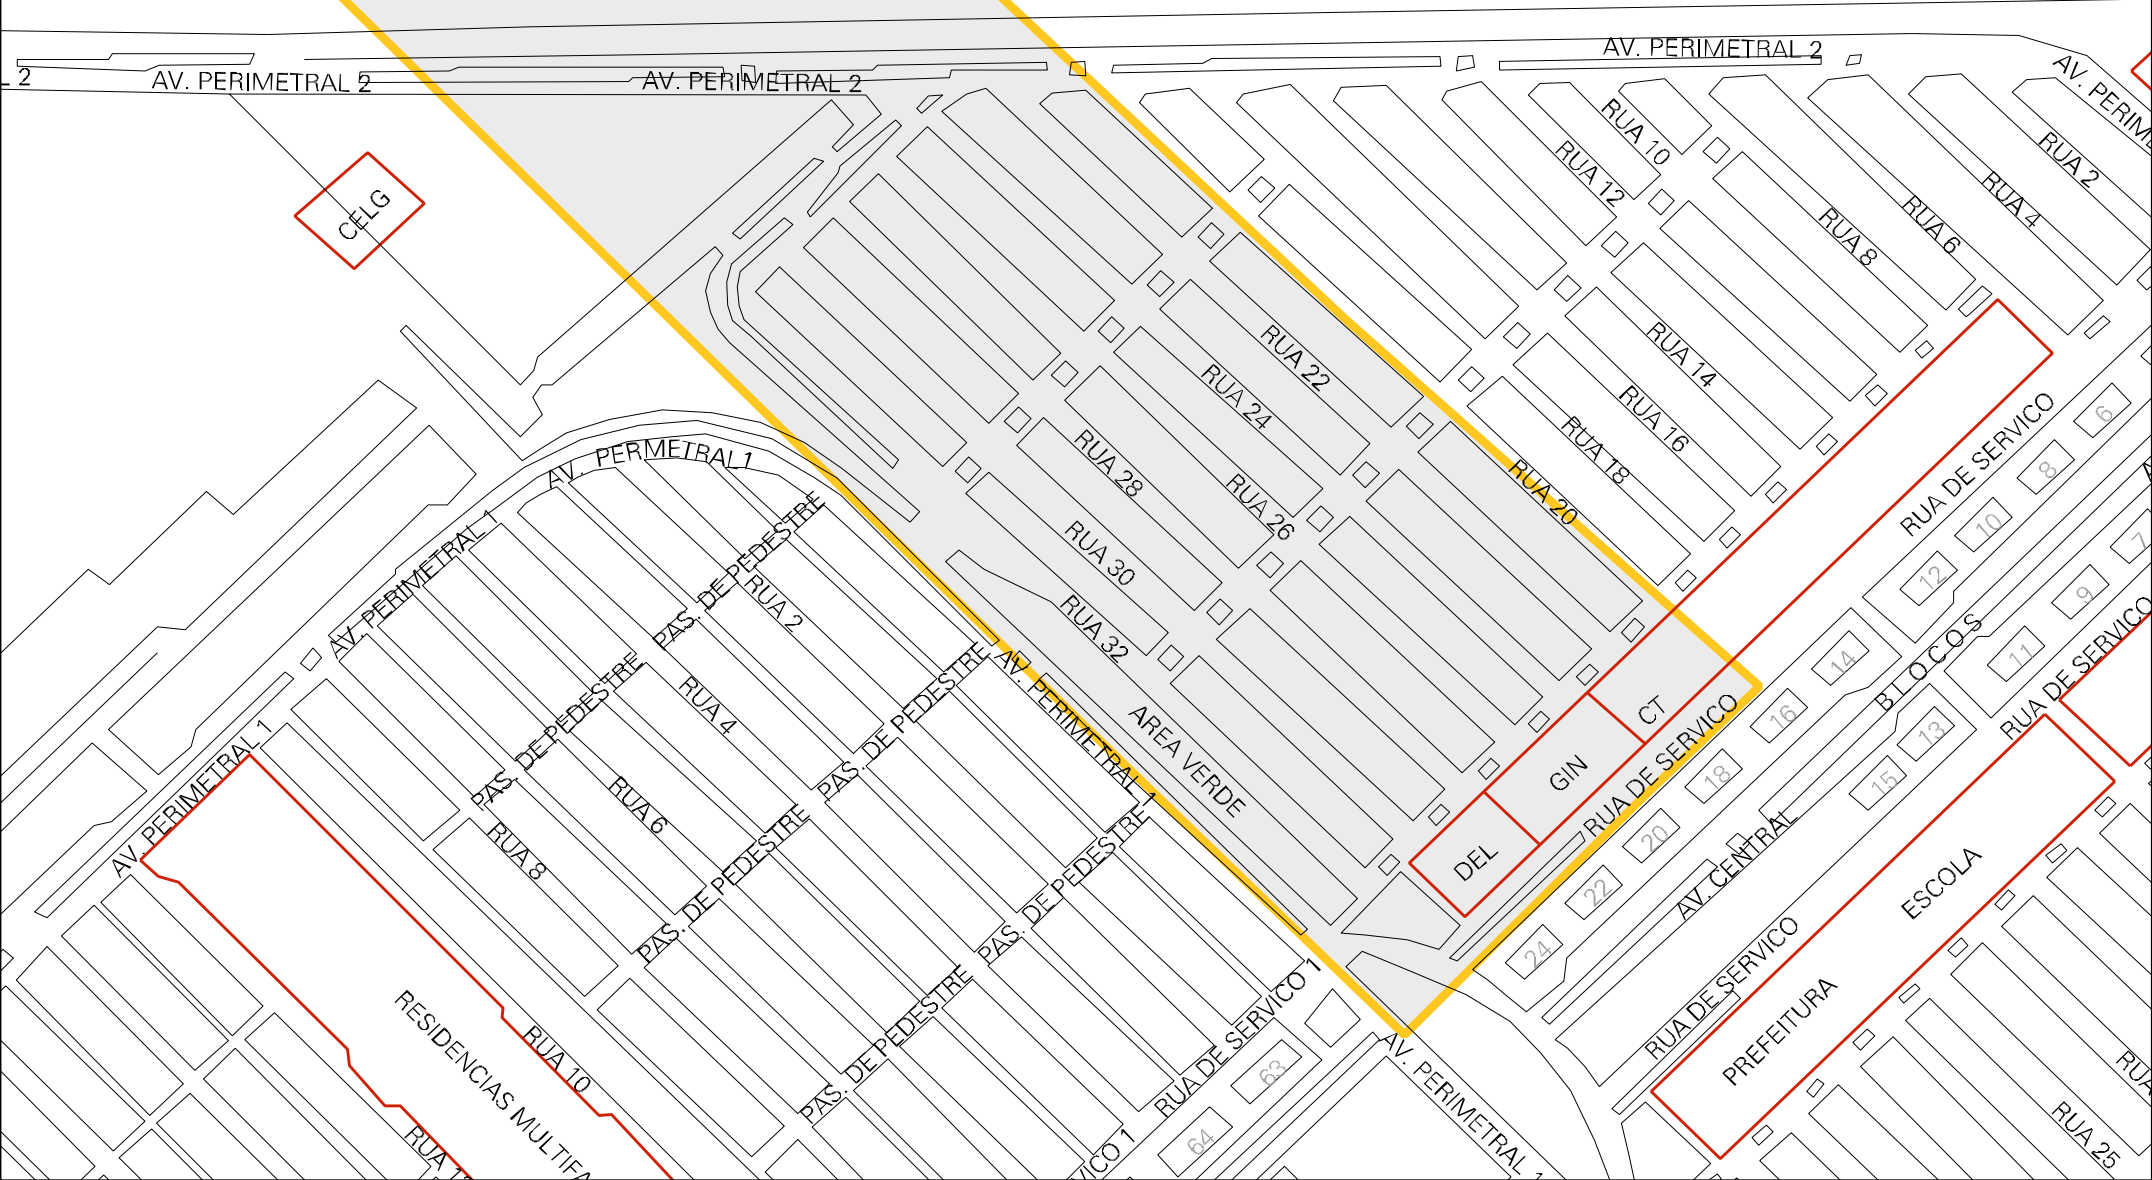 AV. PERIMETRAL 2
L 2
AV. PERIMETRAL 2
AV. PERIMETRAL 2
AV. PERIM
RUA 10
RUA 12
RUA 2
RUA 4
RUA 6
RUA 8
CELG
RUA 22
RUA 24
RUA 14
RUA 16
RUA 18
RUA 20
RUA 28
RUA 26
RUA 30
RUA 32
AREA VERDE
RUA DE SERVICO
6
8
10
12
14
16
18
20
22
24
7
9
11
13
15
BLOCOS
RUA DE SERVICO
AV. PERMETRAL1
AV. PERIMETRAL 1
AV. PERIMETRAL 1
PAS. DE PEDESTRE
PAS. DE PEDESTRE
RUA 2
RUA 4
RUA 6
RUA 8
PAS. DE PEDESTRE
PAS. DE PEDESTRE
AV. PERIMETRAL 1
CT
GIN
DEL
RUA DE SERVICO
AV. CENTRAL
ESCOLA
PREFEITURA
RUA DE SERVICO
PAS. DE PEDESTRE
PAS. DE PEDESTRE
RUA DE SERVICO 1
RESIDENCIAS MULTIFA
RUA 10
RUA 1
63
64
VICO 1
AV. PERIMETRAL 1
RUA 25
RUA